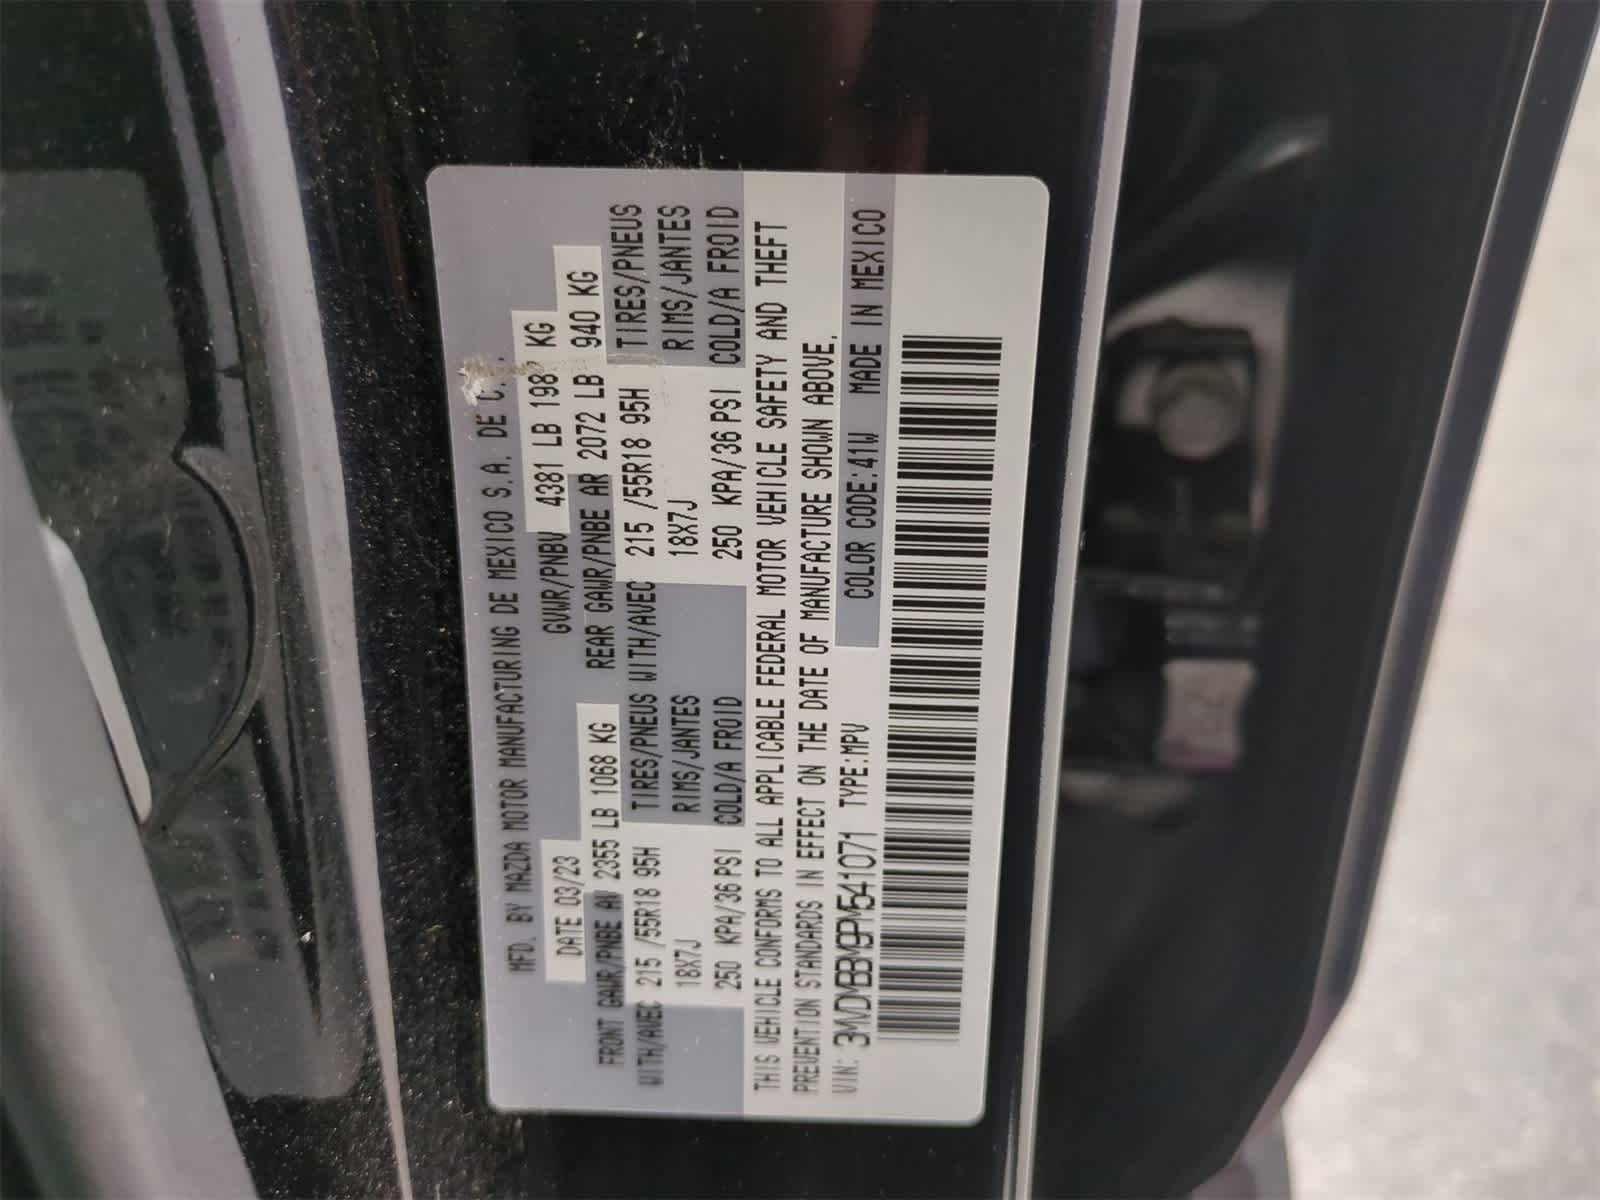 MFD. BY MAZDA MOTOR MANUFACTURING DE MEXICO S.A. DE C. .
DATE 03/23 GVWR/PNBV 4381 LB 198 KG
FRONT GAWR/PNBE AV 2355 LB 1068 KG REAR GAWR/PNBE AR 2072 LB 940 KG
WITH/AVEC 215 /55R18 95H TIRES/PNEUS WITH/AVEC 215 /55R18 95H TIRES/PNEUS
18X7J RIMS/JANTES 18X7J RIMS/JANTES
250 KPA/36 PSI COLD/A FROID 250 KPA/36 PSI COLD/A FROID
THIS VEHICLE CONFORMS TO ALL APPLICABLE FEDERAL MOTOR VEHICLE SAFETY AND THEFT
PREVENTION STANDARDS IN EFFECT ON THE DATE OF MANUFACTURE SHOWN ABOVE.
VIN: 3MVDMBBM9PM541071 TYPE:MPV COLOR CODE:41W MADE IN MEXICO